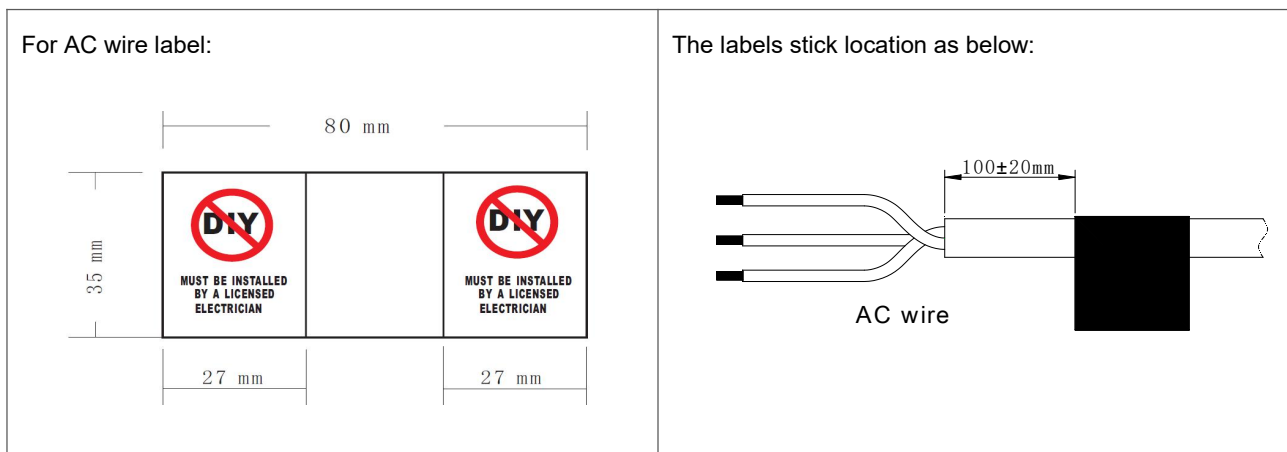 For AC wire label:
80 mm
35 mm
DIY
MUST BE INSTALLED
BY A LICENSED
ELECTRICIAN
DIY
MUST BE INSTALLED
BY A LICENSED
ELECTRICIAN
27 mm
27 mm
The labels stick location as below:
100±20mm
AC wire